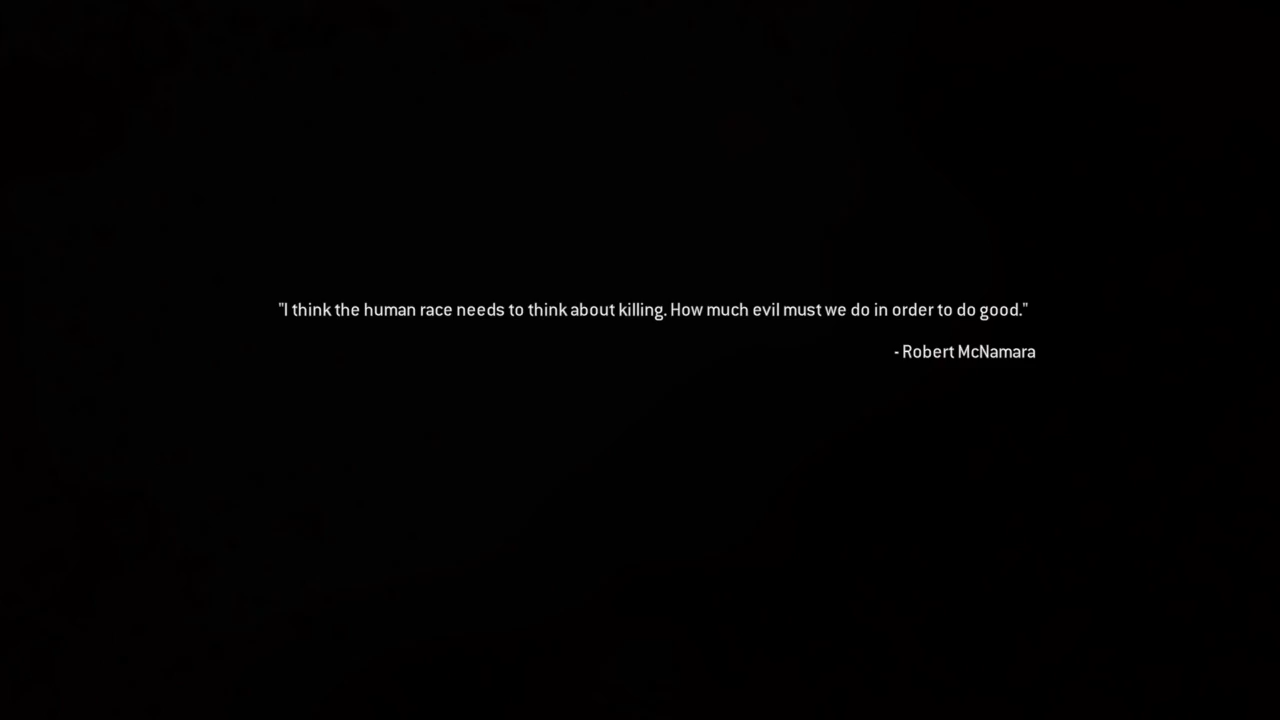 "I think the human race needs to think about killing. How much evil must we do in order to do good."
- Robert McNamara